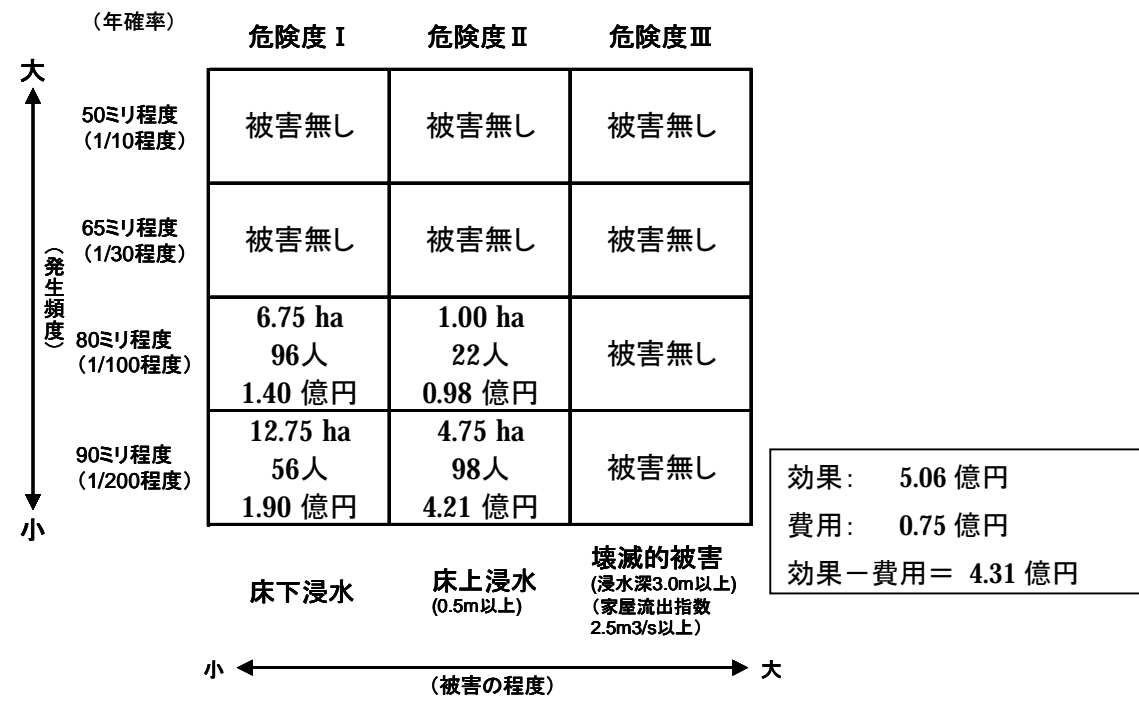 （年確率）
危険度Ⅰ 危険度Ⅱ 危険度Ⅲ
大
50ミリ程度
（1/10程度）
被害無し 被害無し 被害無し
65ミリ程度
（1/30程度）
被害無し 被害無し 被害無し
（発生頻度）
80ミリ程度
（1/100程度）
6.75 ha
96人
1.40 億円
1.00 ha
22人
0.98 億円
被害無し
90ミリ程度
（1/200程度）
12.75 ha
56人
1.90 億円
4.75 ha
98人
4.21 億円
被害無し
小
効果： 5.06 億円
費用： 0.75 億円
効果－費用＝ 4.31 億円
床下浸水
床上浸水
(0.5m以上)
壊滅的被害
(浸水深3.0m以上)
（家屋流出指数
2.5m3/s以上）
小 大
（被害の程度）